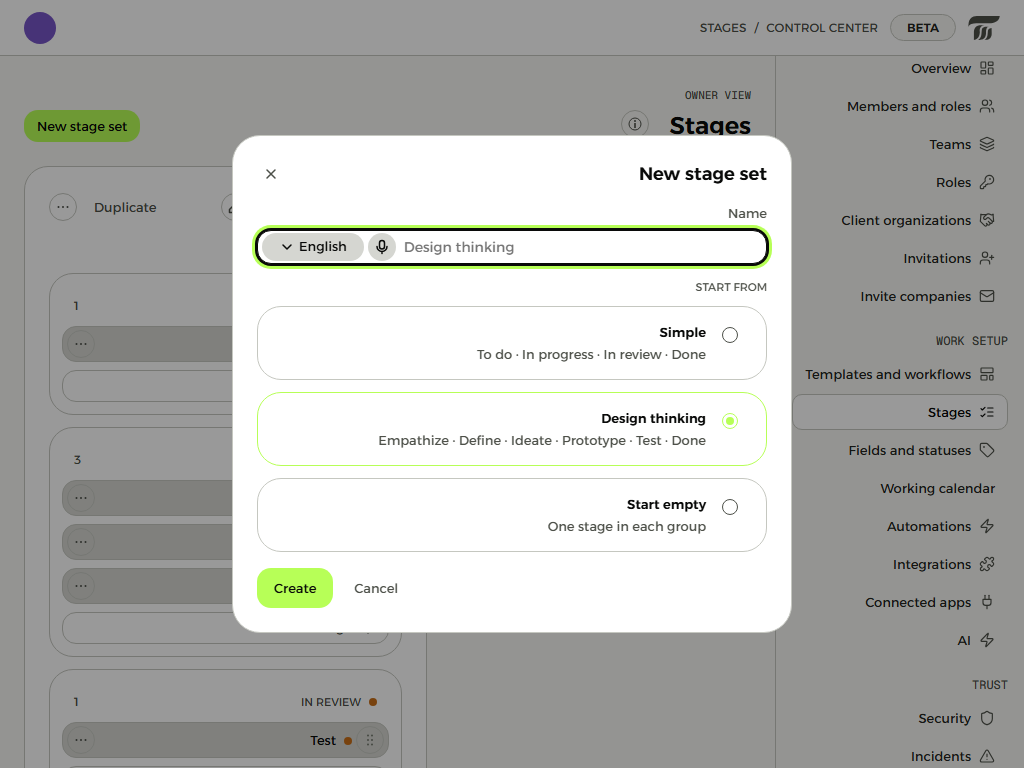 STAGES / CONTROL CENTER BETA
OWNER VIEW
Stages
New stage set
Duplicate
1
3
1
IN REVIEW
Test
New stage set
Name
English
Design thinking
START FROM
Simple
To do · In progress · In review · Done
Design thinking
Empathize · Define · Ideate · Prototype · Test · Done
Start empty
One stage in each group
Create
Cancel
Overview
Members and roles
Teams
Roles
Client organizations
Invitations
Invite companies
WORK SETUP
Templates and workflows
Stages
Fields and statuses
Working calendar
Automations
Integrations
Connected apps
AI
TRUST
Security
Incidents